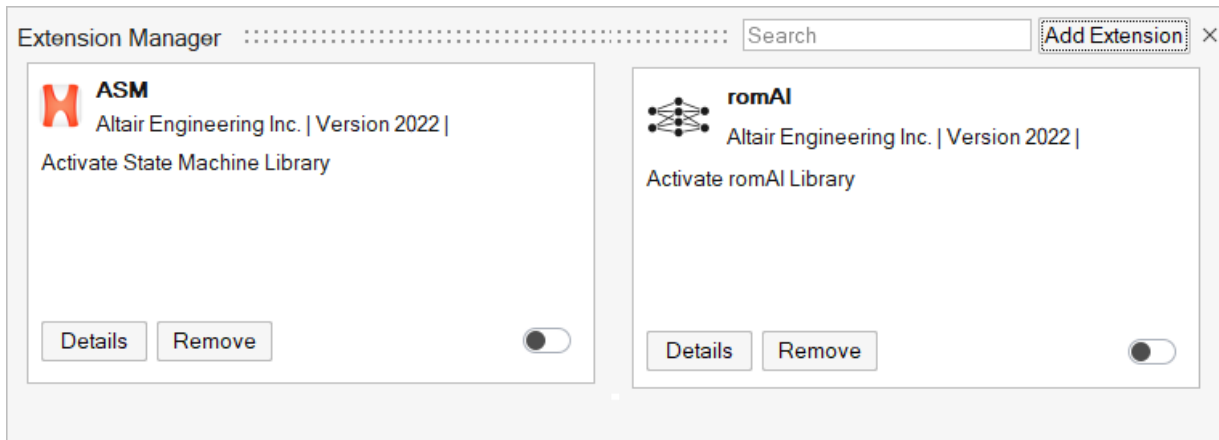 Extension Manager Search Add Extension
ASM
Altair Engineering Inc. | Version 2022 |
Activate State Machine Library
Details Remove
romAI
Altair Engineering Inc. | Version 2022 |
Activate romAI Library
Details Remove